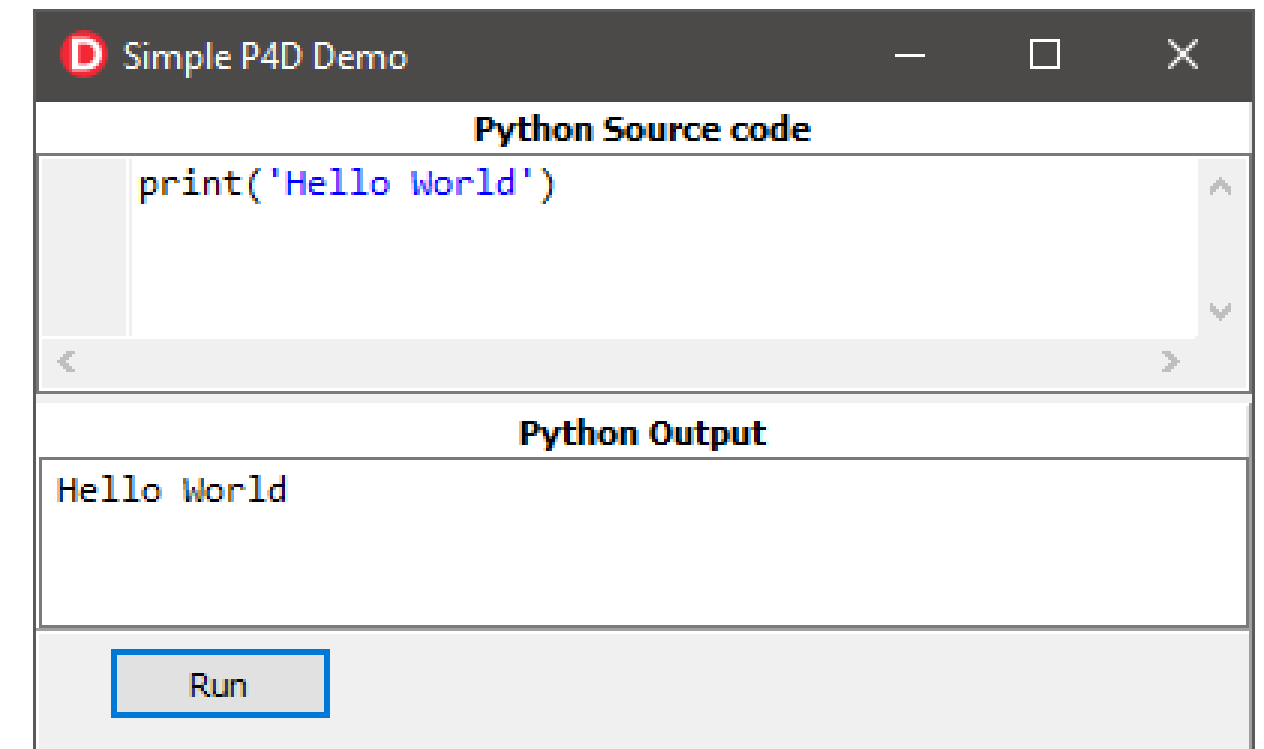 D Simple P4D Demo
Python Source code
print('Hello World')
Python Output
Hello World
Run